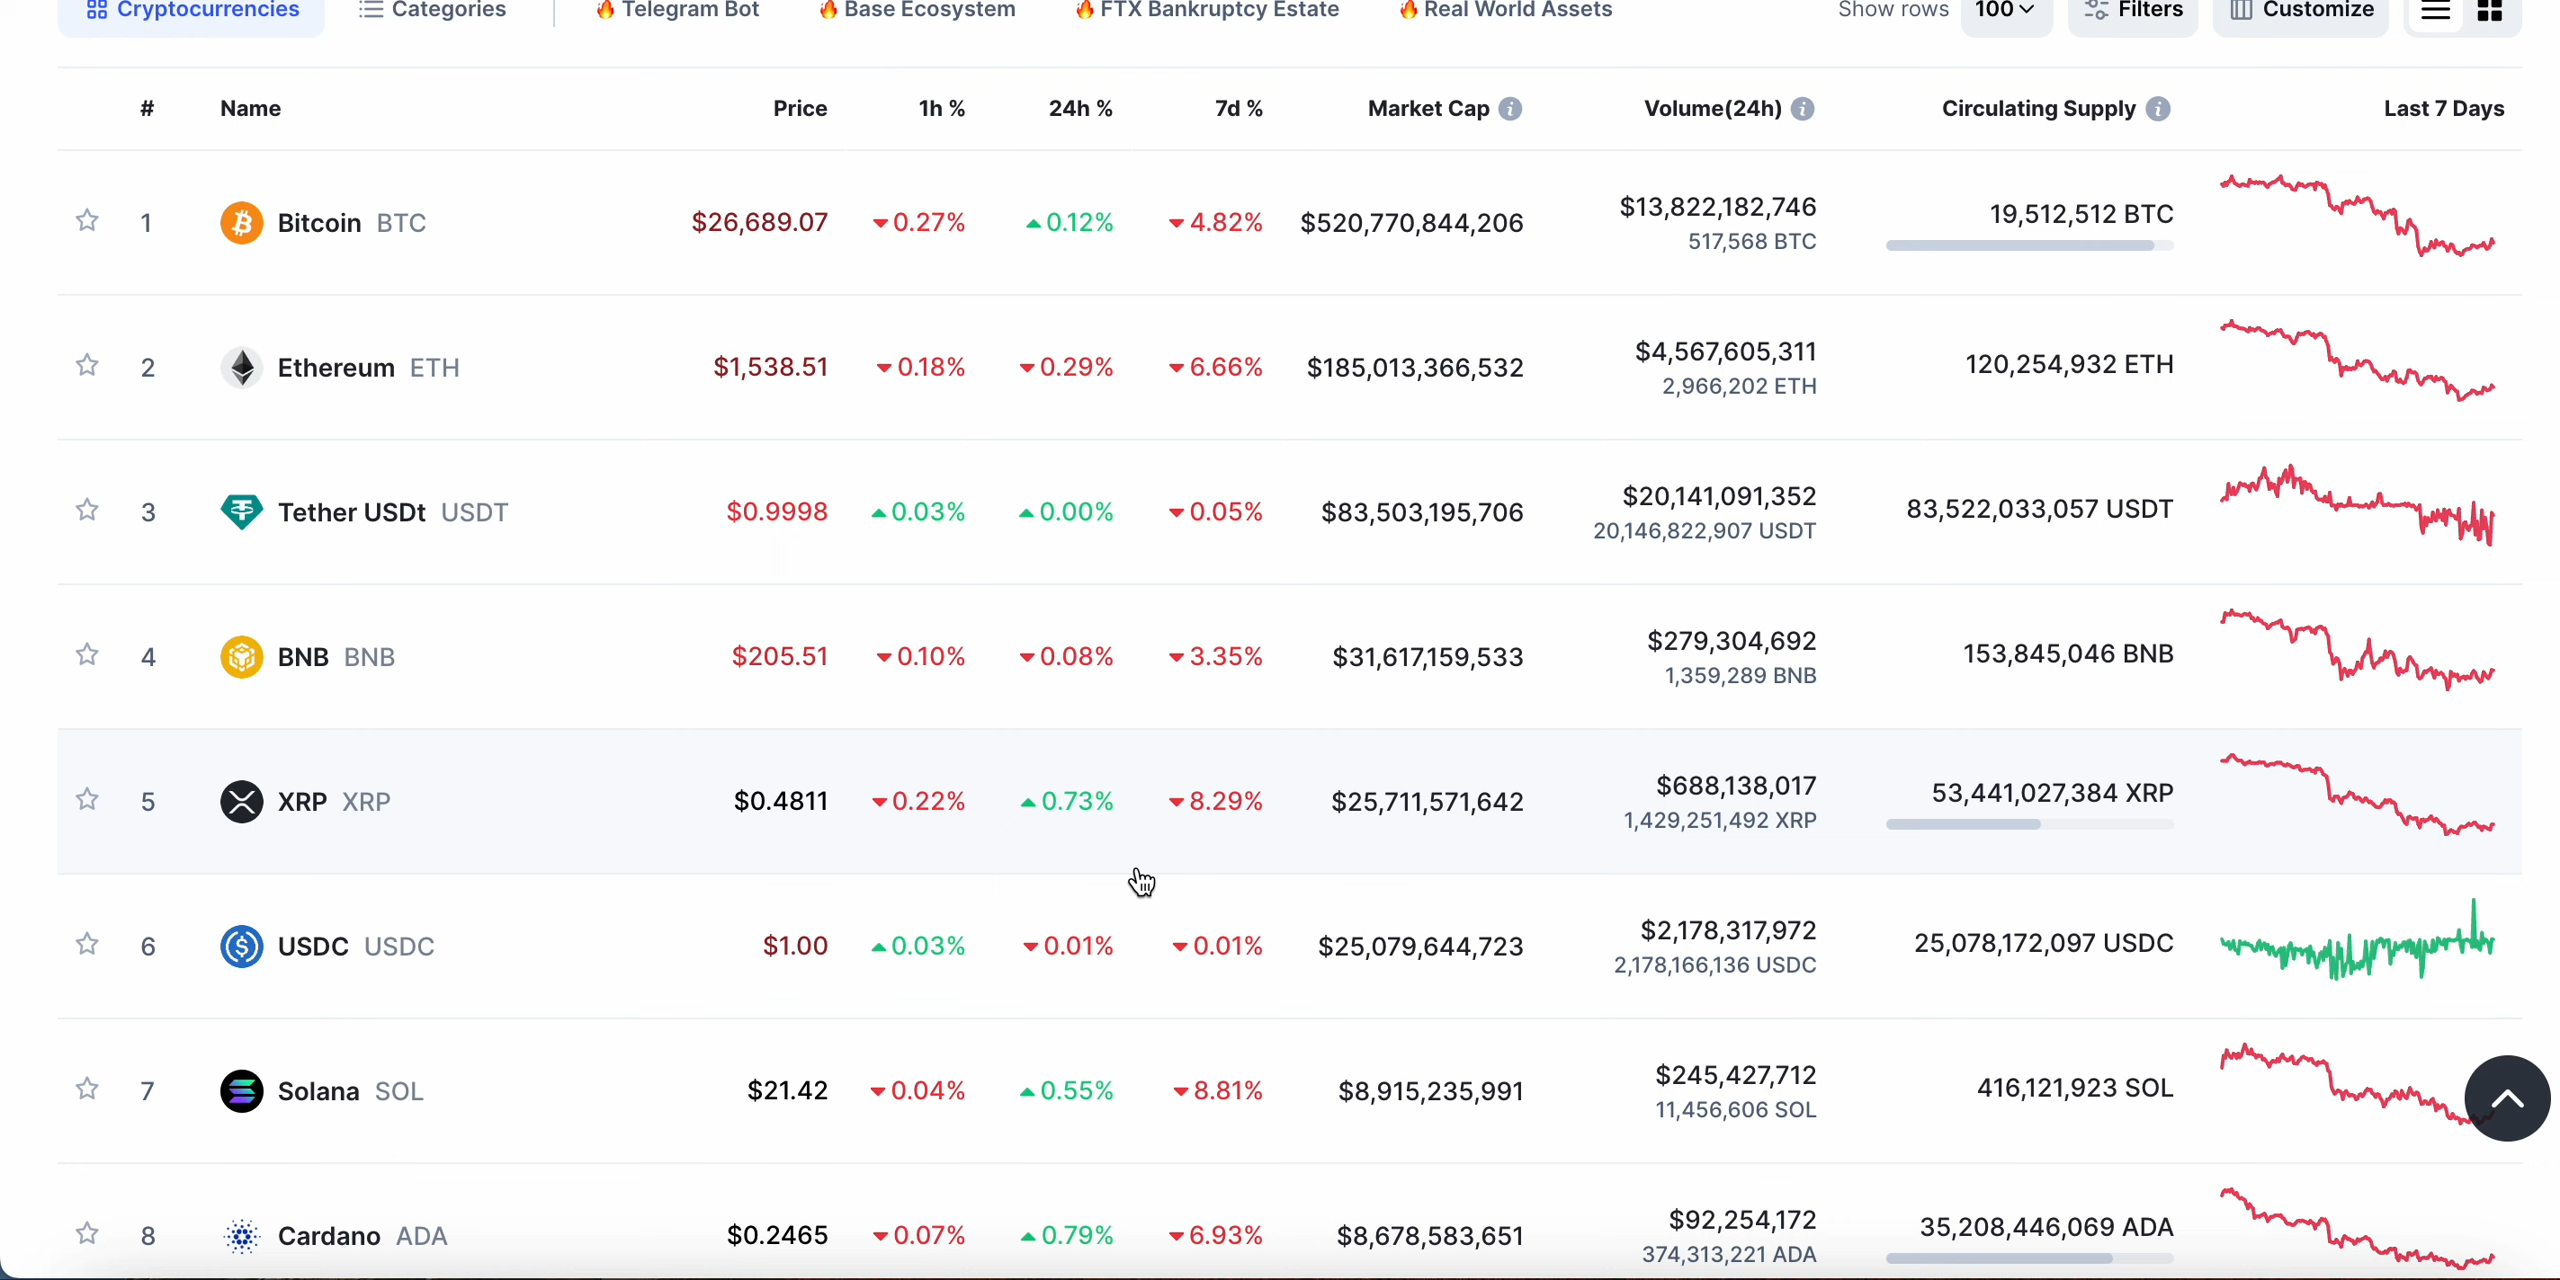 Cryptocurrencies Categories Telegram Bot Base Ecosystem FTX Bankruptcy Estate Real World Assets Show rows 100 Filters Customize
# Name Price 1h % 24h % 7d % Market Cap Volume(24h) Circulating Supply Last 7 Days
1 Bitcoin BTC $26,689.07 0.27% 0.12% 4.82% $520,770,844,206 $13,822,182,746 19,512,512 BTC
517,568 BTC
2 Ethereum ETH $1,538.51 0.18% 0.29% 6.66% $185,013,366,532 $4,567,605,311 120,254,932 ETH
2,966,202 ETH
3 Tether USDt USDT $0.9998 0.03% 0.00% 0.05% $83,503,195,706 $20,141,091,352 83,522,033,057 USDT
20,146,822,907 USDT
4 BNB BNB $205.51 0.10% 0.08% 3.35% $31,617,159,533 $279,304,692 153,845,046 BNB
1,359,289 BNB
5 XRP XRP $0.4811 0.22% 0.73% 8.29% $25,711,571,642 $688,138,017 53,441,027,384 XRP
1,429,251,492 XRP
6 USDC USDC $1.00 0.03% 0.01% 0.01% $25,079,644,723 $2,178,317,972 25,078,172,097 USDC
2,178,166,136 USDC
7 Solana SOL $21.42 0.04% 0.55% 8.81% $8,915,235,991 $245,427,712 416,121,923 SOL
11,456,606 SOL
8 Cardano ADA $0.2465 0.07% 0.79% 6.93% $8,678,583,651 $92,254,172 35,208,446,069 ADA
374,313,221 ADA